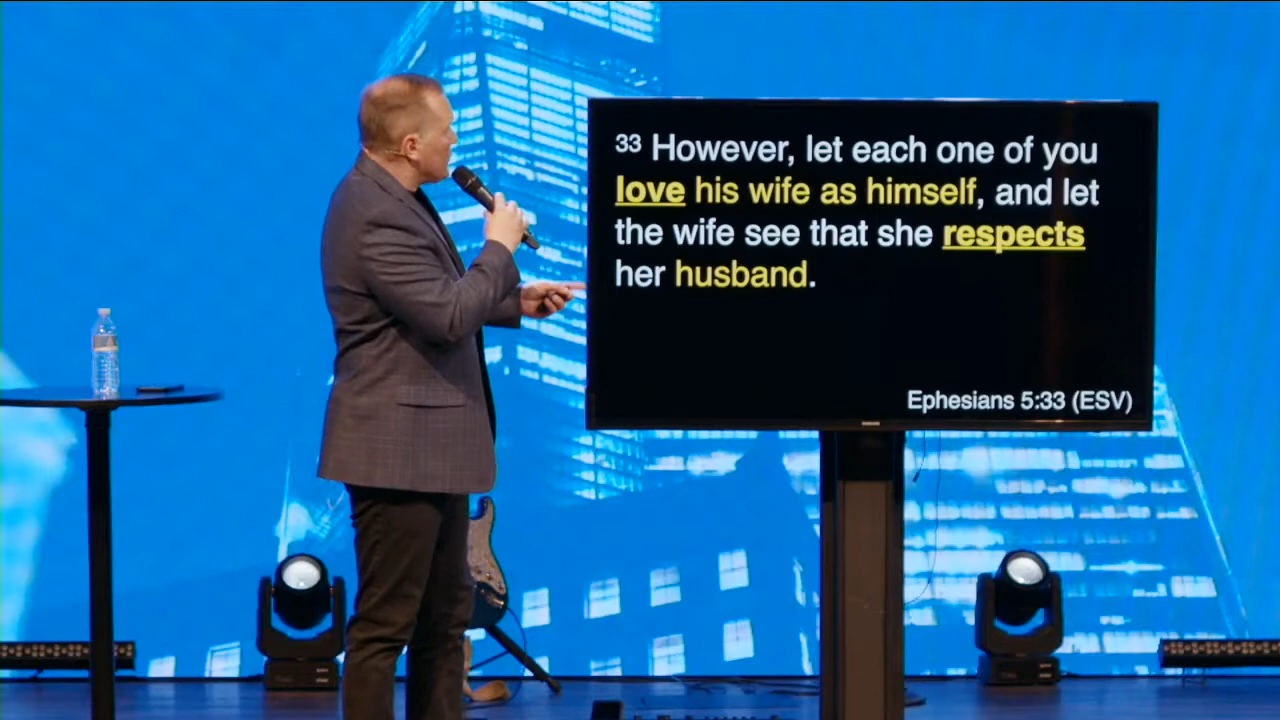 33 However, let each one of you
love his wife as himself, and let
the wife see that she respects
her husband.
Ephesians 5:33 (ESV)